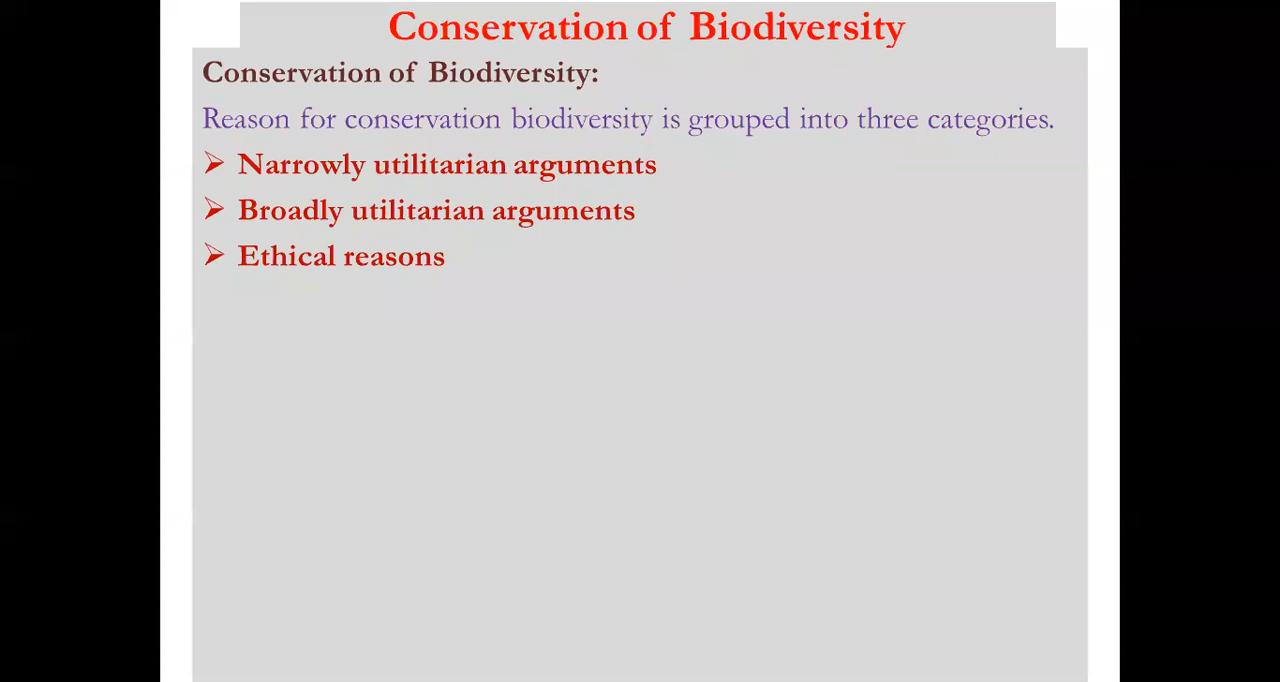 Conservation of Biodiversity
Conservation of Biodiversity:
Reason for conservation biodiversity is grouped into three categories.
➢ Narrowly utilitarian arguments
➢ Broadly utilitarian arguments
➢ Ethical reasons